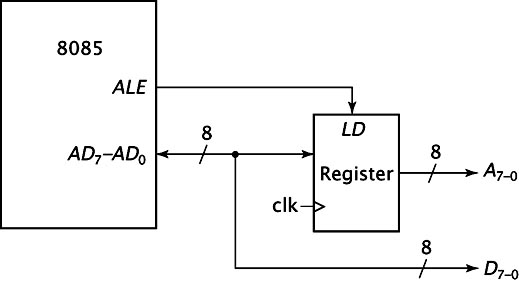 8085
ALE
LD
AD₇–AD₀
8
Register
8
A₇₋₀
clk
8
D₇₋₀